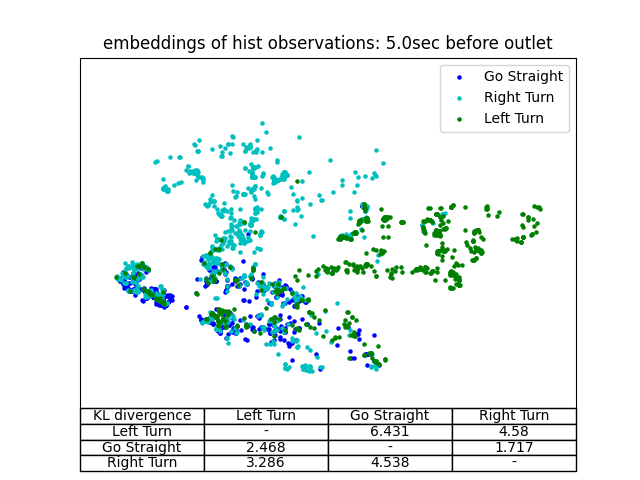 embeddings of hist observations: 5.0sec before outlet
Go Straight
Right Turn
Left Turn
KL divergence Left Turn Go Straight Right Turn
Left Turn - 6.431 4.58
Go Straight 2.468 - 1.717
Right Turn 3.286 4.538 -